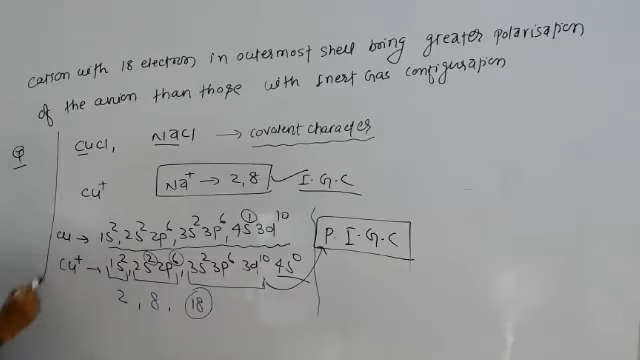 cation with 18 electron in outermost shell being greater polarisation
of the anion than those with Inert Gas configuration
Q CuCl, NaCl → covalent character
Cu⁺ Na⁺ → 2, 8 I.G.C
Cu → 1s², 2s² 2p⁶, 3s² 3p⁶, 4s¹ 3d¹⁰ P. I.G.C
Cu⁺ → 1s², 2s² 2p⁶, 3s² 3p⁶ 3d¹⁰ 4s⁰
2, 8, 18